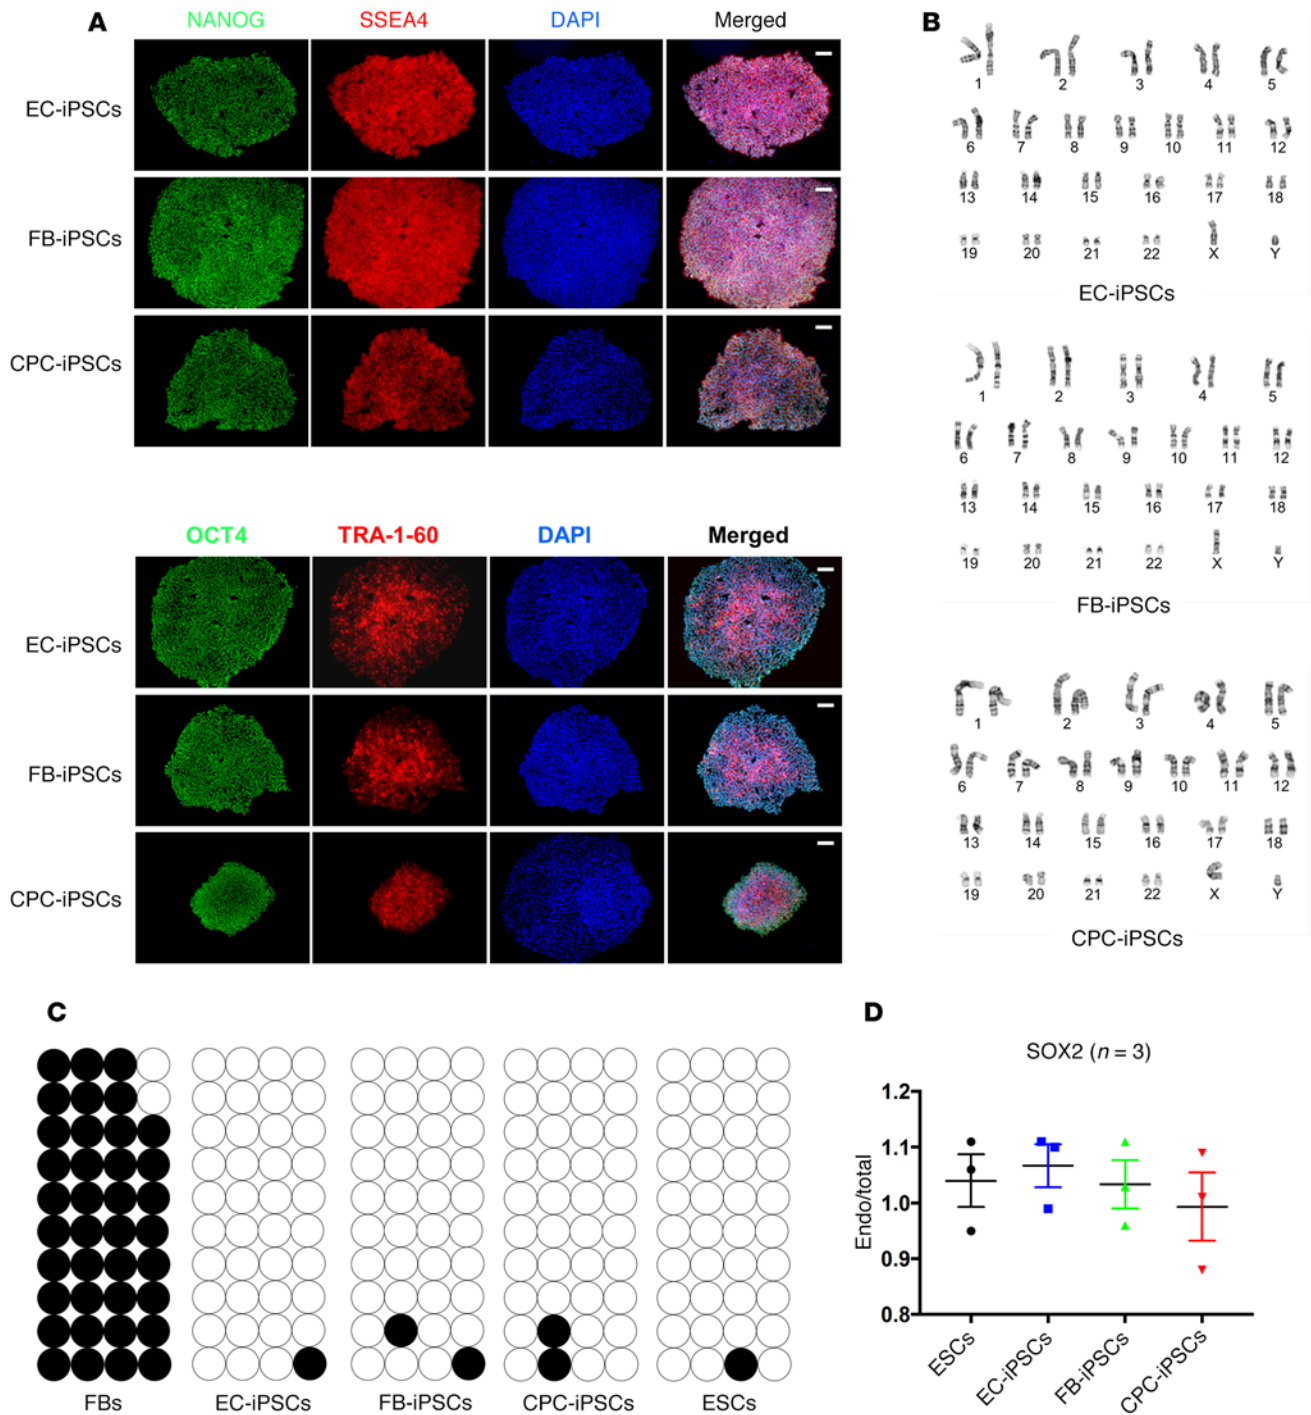 A
NANOG SSEA4 DAPI Merged
EC-iPSCs
FB-iPSCs
CPC-iPSCs
OCT4 TRA-1-60 DAPI Merged
EC-iPSCs
FB-iPSCs
CPC-iPSCs
B
1 2 3 4 5
6 7 8 9 10 11 12
13 14 15 16 17 18
19 20 21 22 X Y
EC-iPSCs
1 2 3 4 5
6 7 8 9 10 11 12
13 14 15 16 17 18
19 20 21 22 X Y
FB-iPSCs
1 2 3 4 5
6 7 8 9 10 11 12
13 14 15 16 17 18
19 20 21 22 X Y
CPC-iPSCs
C
FBs EC-iPSCs FB-iPSCs CPC-iPSCs ESCs
D
SOX2 (n = 3)
Endo/total
1.2
1.1
1.0
0.9
0.8
ESCs
EC-iPSCs
FB-iPSCs
CPC-iPSCs